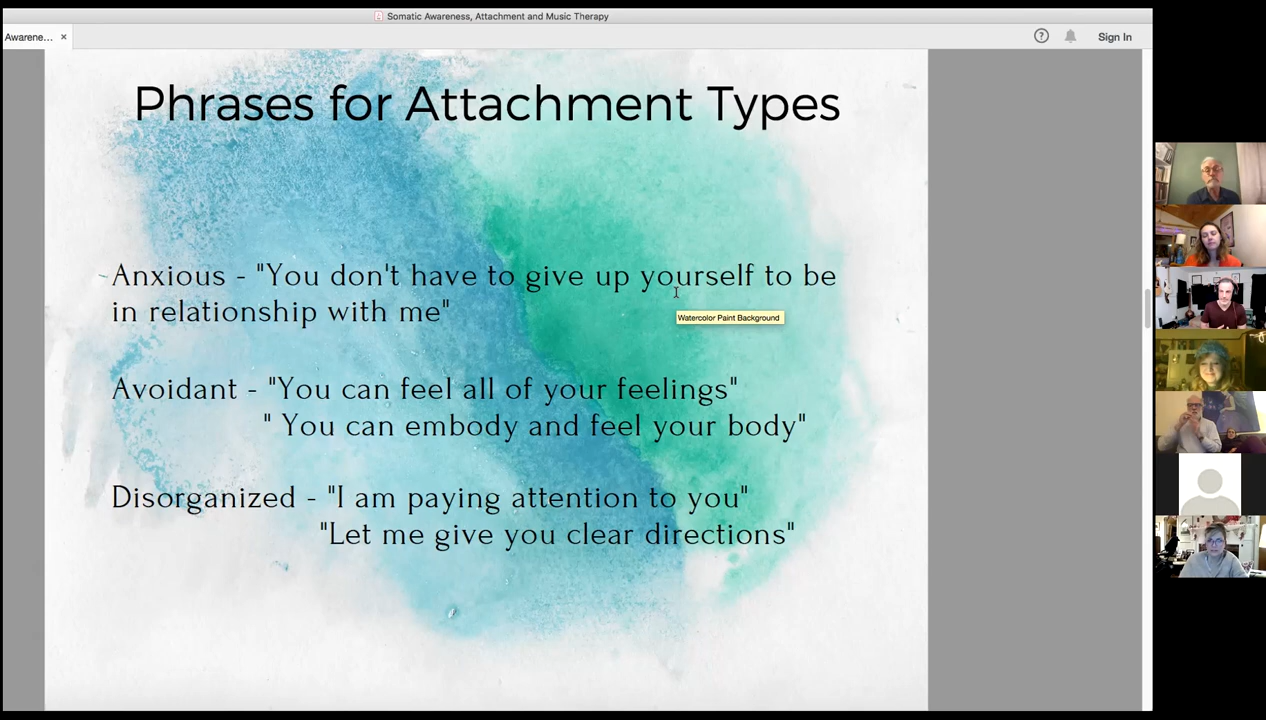 Somatic Awareness, Attachment and Music Therapy
Awarene... ×
Sign In
Phrases for Attachment Types
Anxious - "You don't have to give up yourself to be
in relationship with me"
Watercolor Paint Background
Avoidant - "You can feel all of your feelings"
" You can embody and feel your body"
Disorganized - "I am paying attention to you"
"Let me give you clear directions"